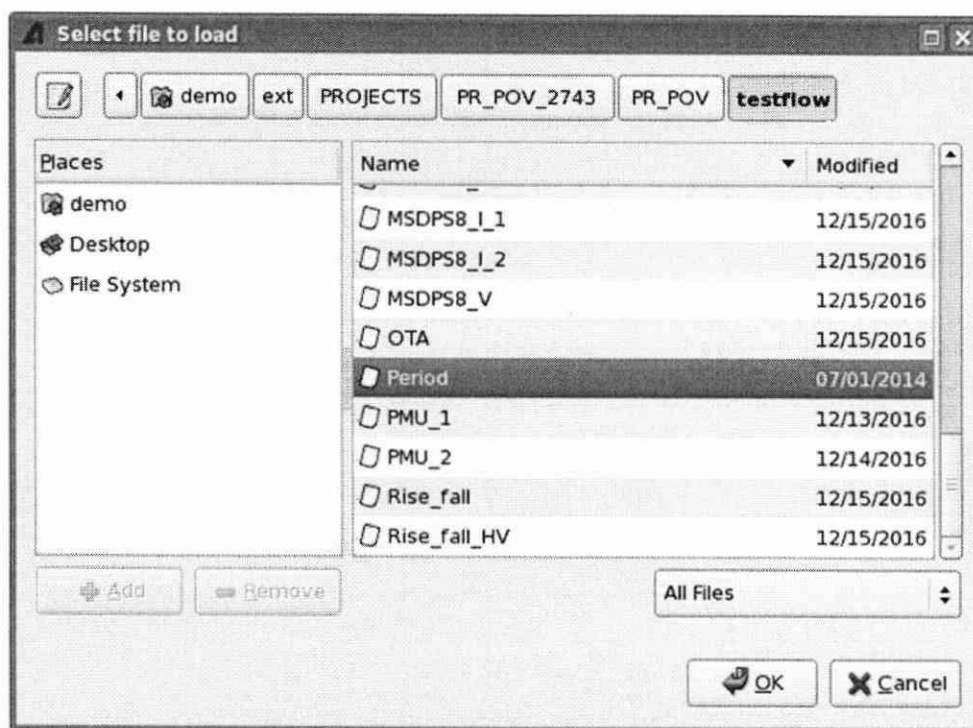 Select file to load
demo ext PROJECTS PR_POV_2743 PR_POV testflow
Places Name Modified
demo
Desktop
File System
MSDPS8_I_1 12/15/2016
MSDPS8_I_2 12/15/2016
MSDPS8_V 12/15/2016
OTA 12/15/2016
Period 07/01/2014
PMU_1 12/13/2016
PMU_2 12/14/2016
Rise_fall 12/15/2016
Rise_fall_HV 12/15/2016
Add Remove All Files
OK Cancel